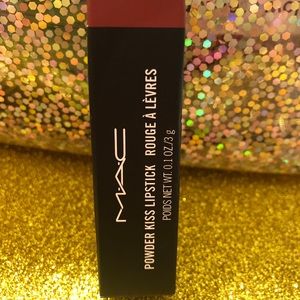 MAC
POWDER KISS LIPSTICK ROUGE À LÈVRES
POIDS NET WT. 0.1 OZ/3 g